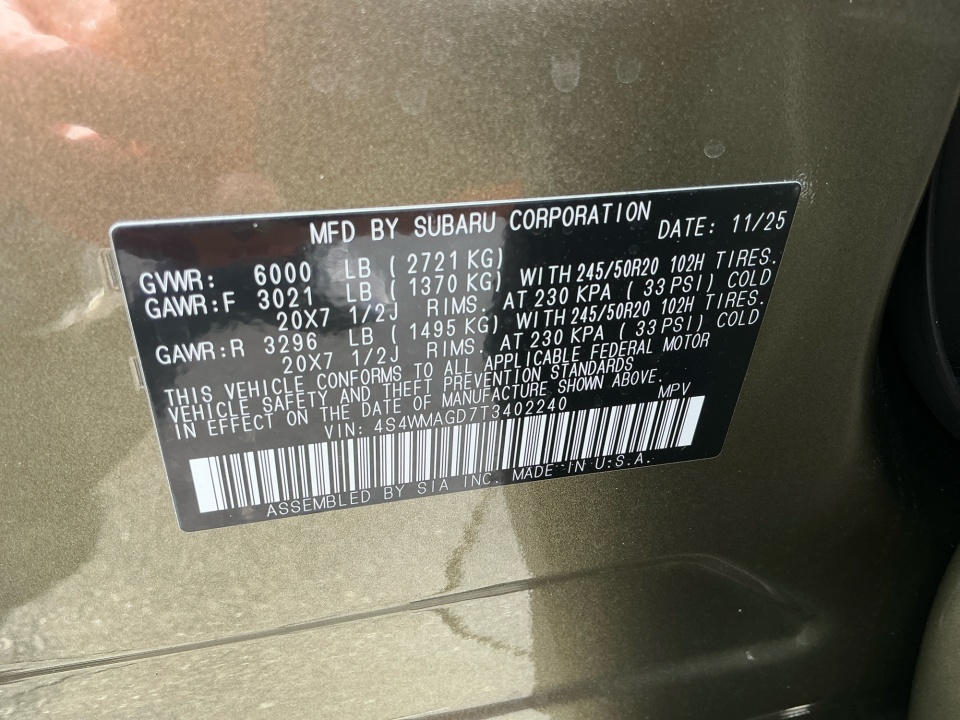 MFD BY SUBARU CORPORATION DATE: 11/25
GVWR: 6000 LB ( 2721 KG)
GAWR:F 3021 LB ( 1370 KG) WITH 245/50R20 102H TIRES.
20X7 1/2J RIMS. AT 230 KPA ( 33 PSI) COLD
GAWR:R 3296 LB ( 1495 KG) WITH 245/50R20 102H TIRES.
20X7 1/2J RIMS. AT 230 KPA ( 33 PSI) COLD
THIS VEHICLE CONFORMS TO ALL APPLICABLE FEDERAL MOTOR
VEHICLE SAFETY AND THEFT PREVENTION STANDARDS
IN EFFECT ON THE DATE OF MANUFACTURE SHOWN ABOVE.
VIN: 4S4WMAGD7T3402240 MPV
ASSEMBLED BY SIA INC. MADE IN U.S.A.